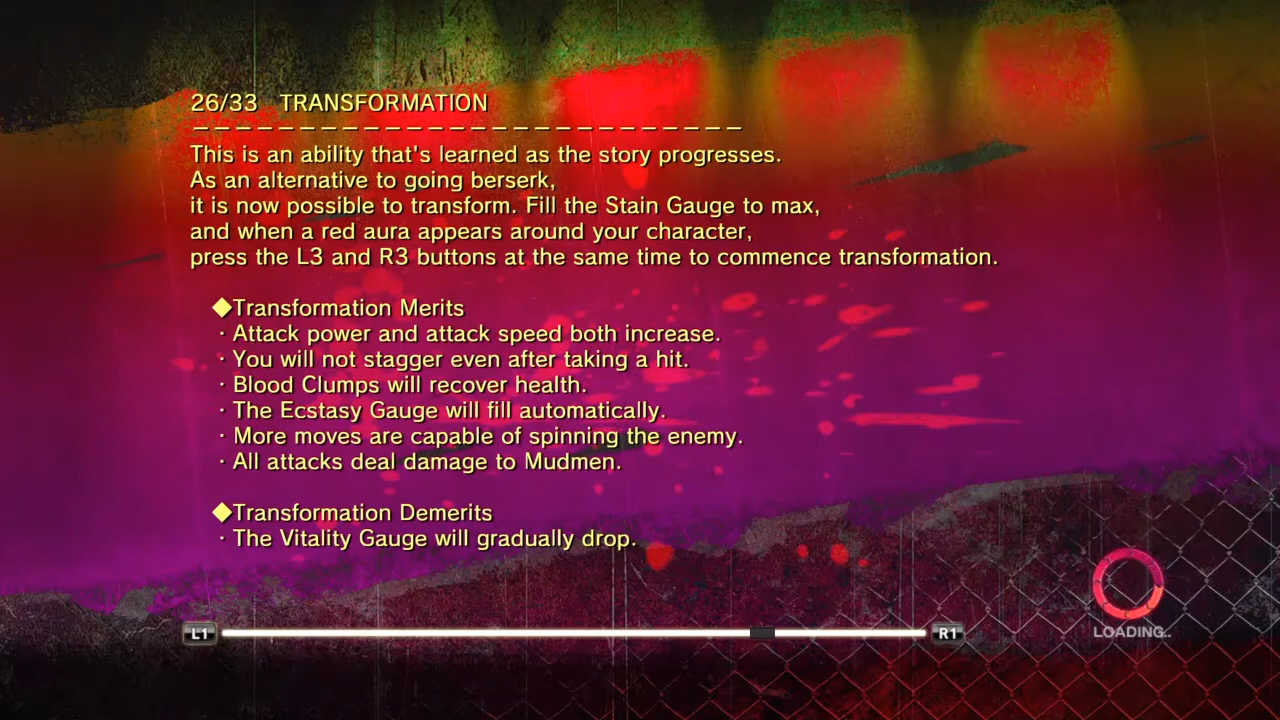 26/33 TRANSFORMATION
— — — — — — — — — — — — — — — — — — — — — — — — —
This is an ability that's learned as the story progresses.
As an alternative to going berserk,
it is now possible to transform. Fill the Stain Gauge to max,
and when a red aura appears around your character,
press the L3 and R3 buttons at the same time to commence transformation.
◆Transformation Merits
· Attack power and attack speed both increase.
· You will not stagger even after taking a hit.
· Blood Clumps will recover health.
· The Ecstasy Gauge will fill automatically.
· More moves are capable of spinning the enemy.
· All attacks deal damage to Mudmen.
◆Transformation Demerits
· The Vitality Gauge will gradually drop.
L1 R1
LOADING..